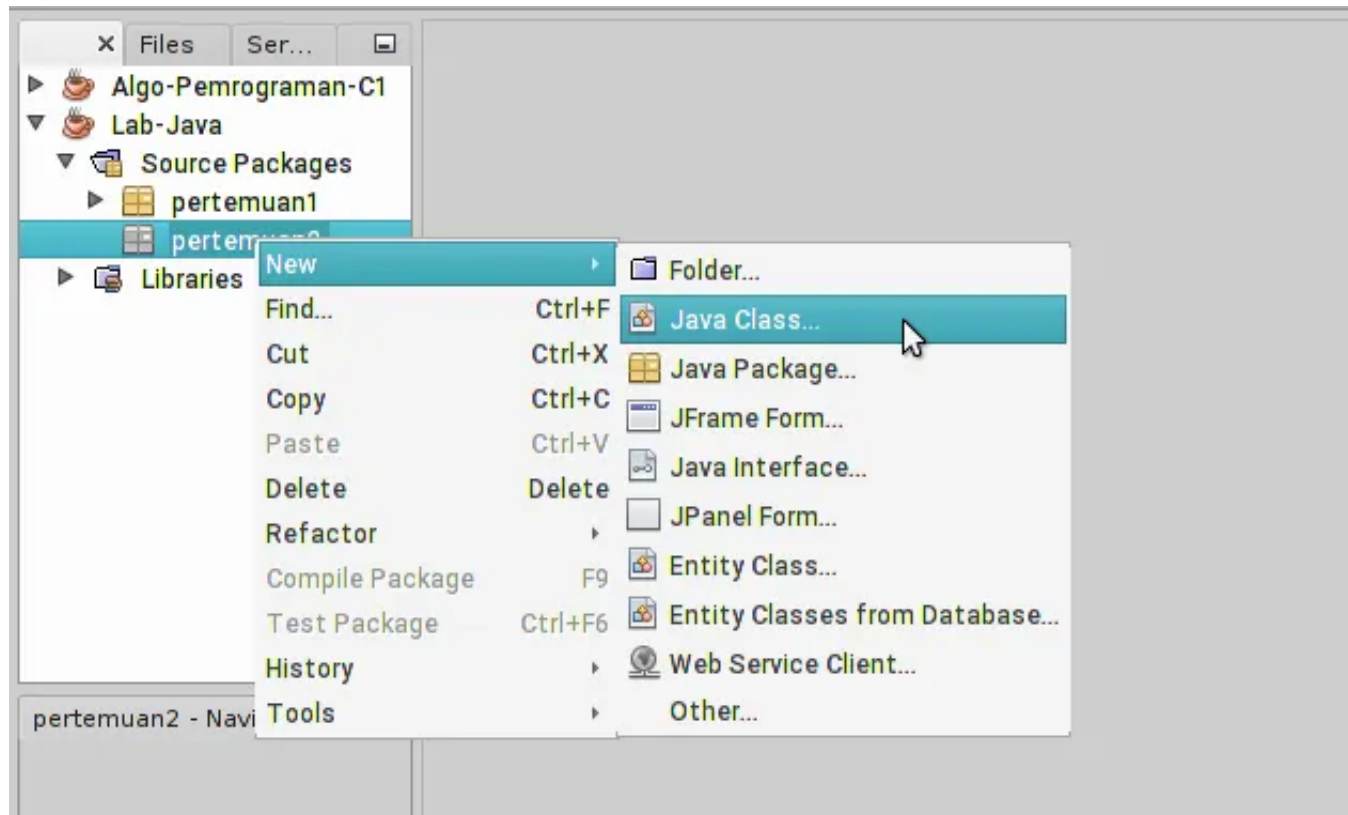 Files Ser...
Algo-Pemrograman-C1
Lab-Java
Source Packages
pertemuan1
Libraries
New
Find... Ctrl+F
Cut Ctrl+X
Copy Ctrl+C
Paste Ctrl+V
Delete Delete
Refactor
Compile Package F9
Test Package Ctrl+F6
History
Tools
Folder...
Java Class...
Java Package...
JFrame Form...
Java Interface...
JPanel Form...
Entity Class...
Entity Classes from Database...
Web Service Client...
Other...
pertemuan2 - Navi